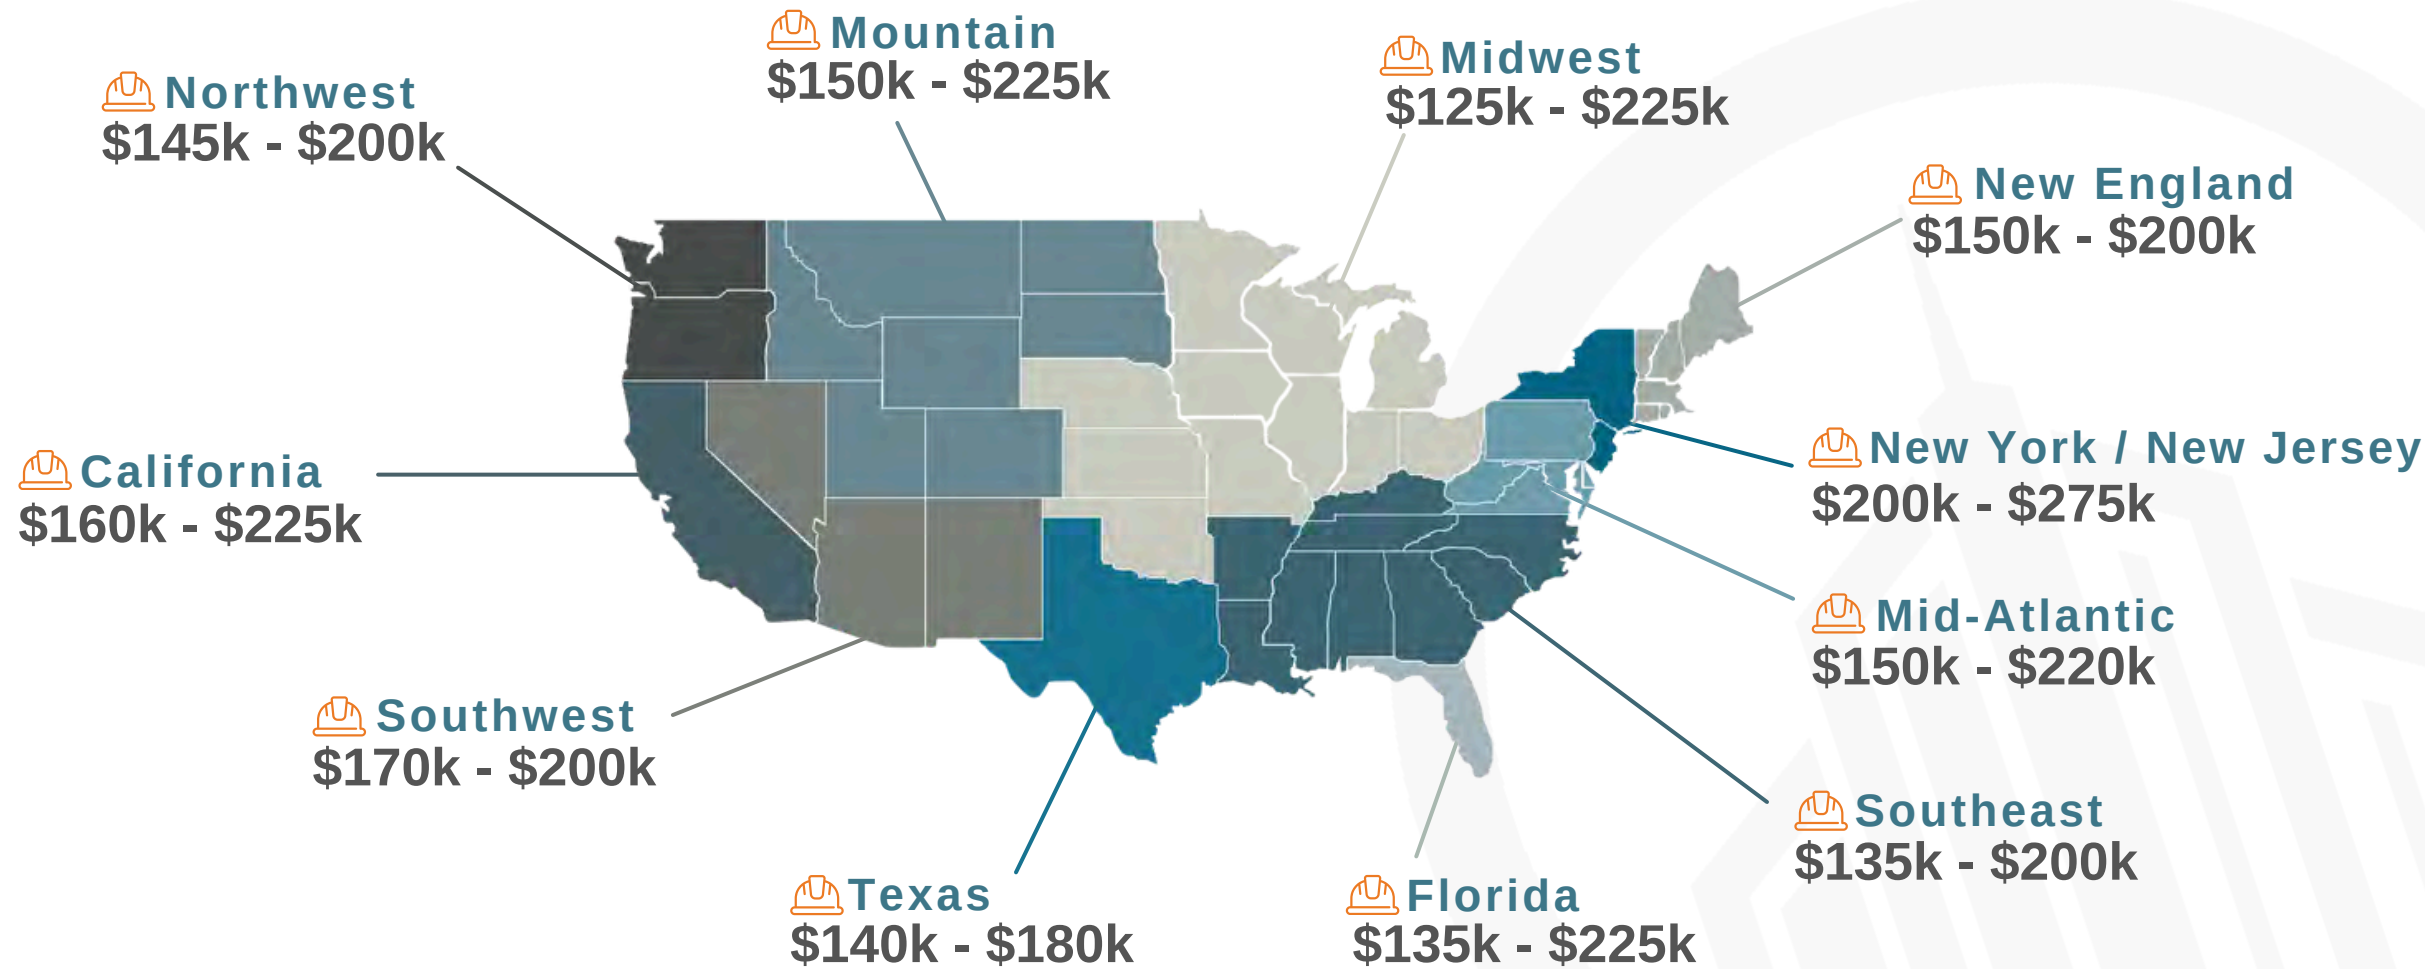 Mountain
$150k - $225k
Midwest
$125k - $225k
Northwest
$145k - $200k
New England
$150k - $200k
California
$160k - $225k
New York / New Jersey
$200k - $275k
Mid-Atlantic
$150k - $220k
Southwest
$170k - $200k
Southeast
$135k - $200k
Texas
$140k - $180k
Florida
$135k - $225k